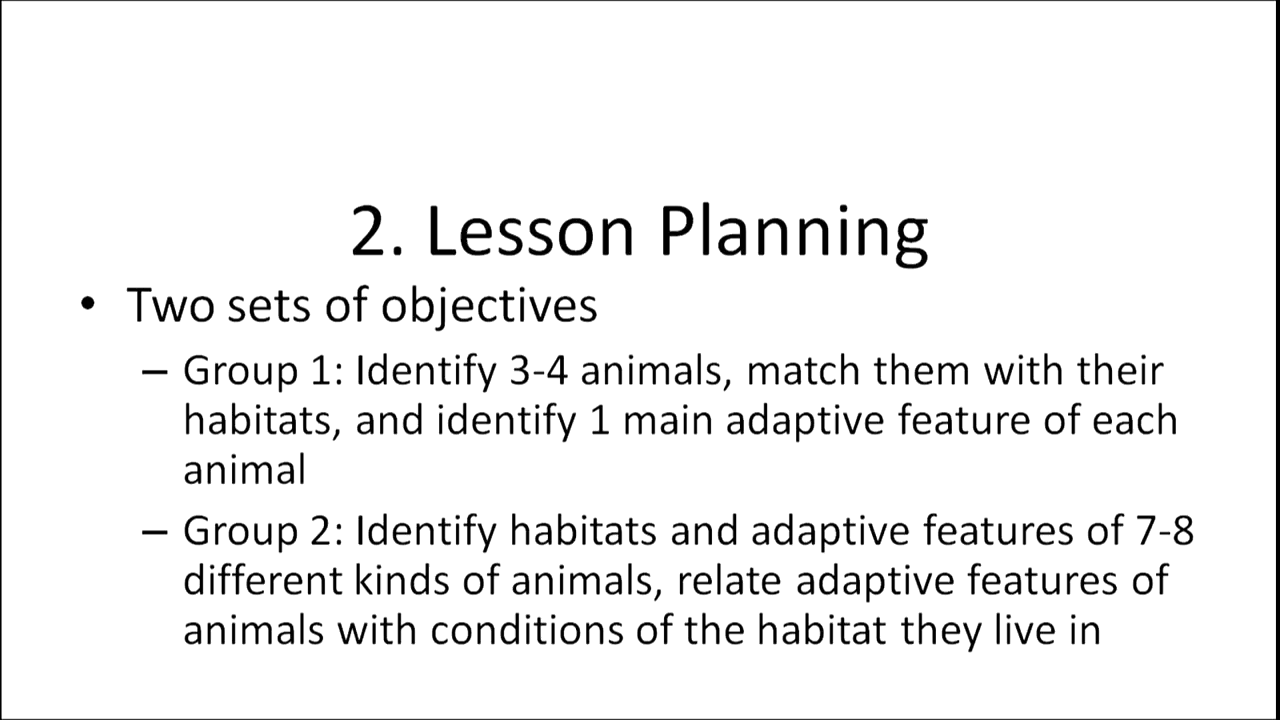 2. Lesson Planning
• Two sets of objectives
– Group 1: Identify 3-4 animals, match them with their
habitats, and identify 1 main adaptive feature of each
animal
– Group 2: Identify habitats and adaptive features of 7-8
different kinds of animals, relate adaptive features of
animals with conditions of the habitat they live in